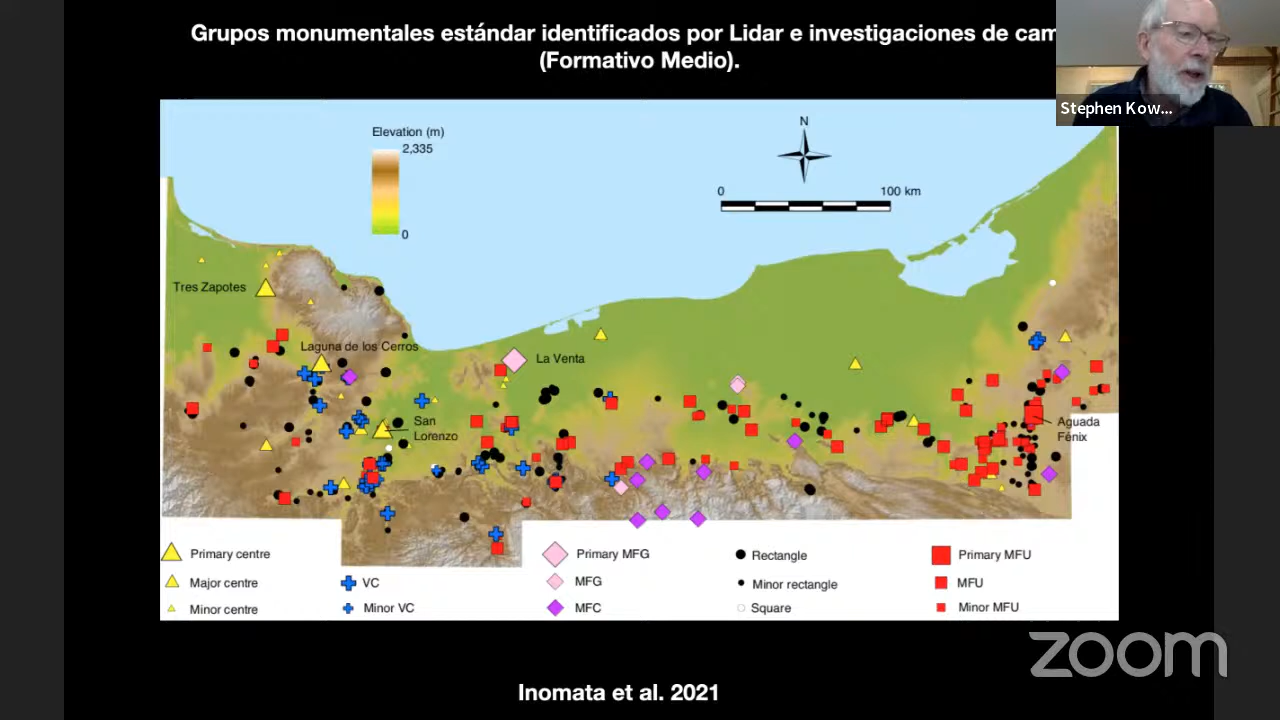 Grupos monumentales estándar identificados por Lidar e investigaciones de cam
(Formativo Medio).
Stephen Kow...
Elevation (m)
2,335
0
N
0 100 km
Tres Zapotes
Laguna de los Cerros
La Venta
San
Lorenzo
Aguada
Fénix
Primary centre
Major centre
Minor centre
VC
Minor VC
Primary MFG
MFG
MFC
Rectangle
Minor rectangle
Square
Primary MFU
MFU
Minor MFU
zoom
Inomata et al. 2021